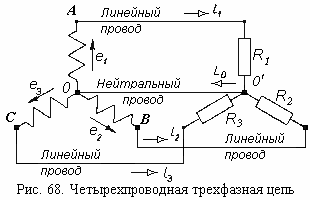 A Линейный провод i₁
e₁ R₁
e₃ Нейтральный провод i₀
C 0 0' R₂
e₂ B i₂ R₃
Линейный провод Линейный провод
i₃
Рис. 68. Четырехпроводная трехфазная цепь